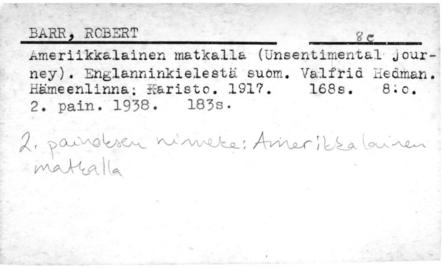 BARR, ROBERT 8c
Ameriikkalainen matkalla (Unsentimental jour-
ney). Englanninkielestä suom. Valfrid Hedman.
Hämeenlinna; Karisto. 1917. 168s. 8:o.
2. pain. 1938. 183s.
2. painoksen nimeke: Amerikkalainen
matkalla